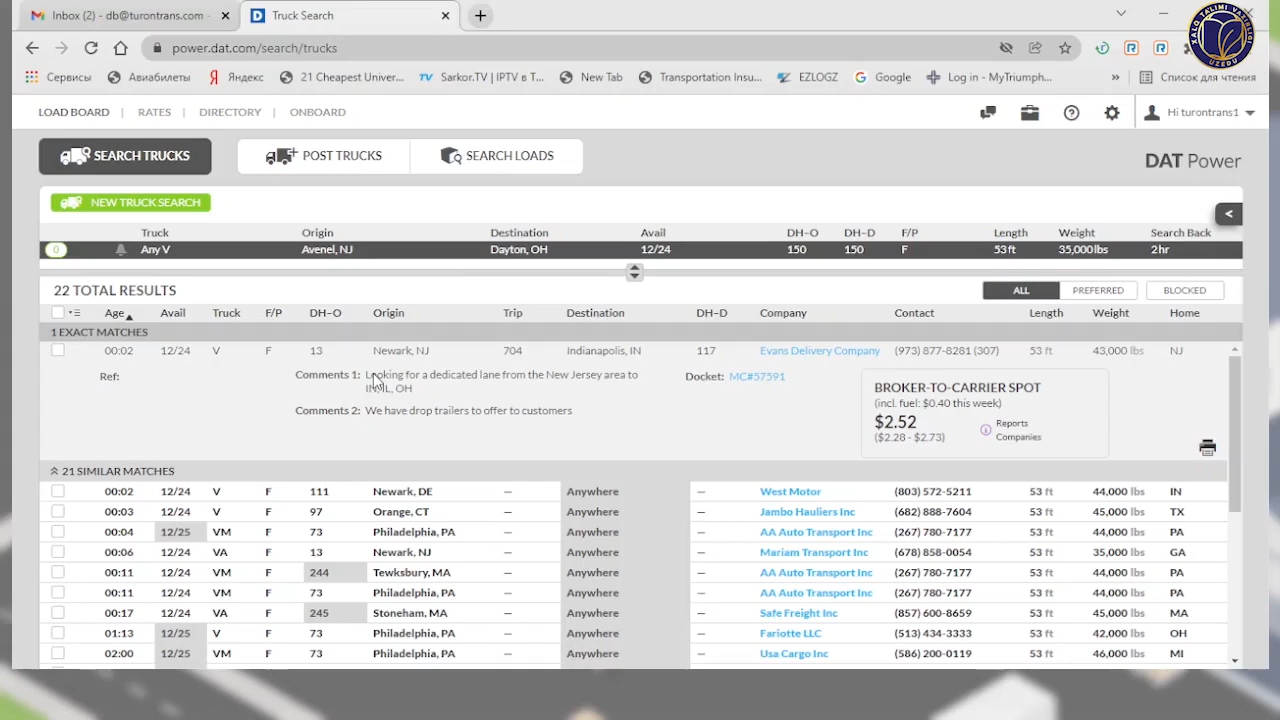 Inbox (2) - db@turontrans.com -
Truck Search
XALQ TALIMI VAZIRLIGI
UZEDU
power.dat.com/search/trucks
Сервисы
Авиабилеты
Яндекс
21 Cheapest Univer...
Sarkor.TV | IPTV в Т...
New Tab
Transportation Insu...
EZLOGZ
Google
Log in - MyTriumph...
»
Список для чтения
LOAD BOARD | RATES | DIRECTORY | ONBOARD
Hi turontrans1
SEARCH TRUCKS
POST TRUCKS
SEARCH LOADS
DAT Power
NEW TRUCK SEARCH
<
Truck Origin Destination Avail DH-O DH-D F/P Length Weight Search Back
0 Any V Avenel, NJ Dayton, OH 12/24 150 150 F 53 ft 35,000 lbs 2hr
22 TOTAL RESULTS
ALL PREFERRED BLOCKED
Age Avail Truck F/P DH-O Origin Trip Destination DH-D Company Contact Length Weight Home
1 EXACT MATCHES
00:02 12/24 V F 13 Newark, NJ 704 Indianapolis, IN 117 Evans Delivery Company (973) 877-8281 (307) 53 ft 43,000 lbs NJ
Ref:
Comments 1: Looking for a dedicated lane from the New Jersey area to
IN, IL, OH
Comments 2: We have drop trailers to offer to customers
Docket: MC#57591
BROKER-TO-CARRIER SPOT
(incl. fuel: $0.40 this week)
$2.52
($2.28 - $2.73)
Reports
Companies
21 SIMILAR MATCHES
00:02 12/24 V F 111 Newark, DE — Anywhere — West Motor (803) 572-5211 53 ft 44,000 lbs IN
00:03 12/24 V F 97 Orange, CT — Anywhere — Jambo Hauliers Inc (682) 888-7604 53 ft 45,000 lbs TX
00:04 12/25 VM F 73 Philadelphia, PA — Anywhere — AA Auto Transport Inc (267) 780-7177 53 ft 44,000 lbs PA
00:06 12/24 VA F 13 Newark, NJ — Anywhere — Mariam Transport Inc (678) 858-0054 53 ft 35,000 lbs GA
00:11 12/24 VM F 244 Tewksbury, MA — Anywhere — AA Auto Transport Inc (267) 780-7177 53 ft 44,000 lbs PA
00:11 12/24 VM F 73 Philadelphia, PA — Anywhere — AA Auto Transport Inc (267) 780-7177 53 ft 44,000 lbs PA
00:17 12/24 VA F 245 Stoneham, MA — Anywhere — Safe Freight Inc (857) 600-8659 53 ft 45,000 lbs MA
01:13 12/25 V F 73 Philadelphia, PA — Anywhere — Fariotte LLC (513) 434-3333 53 ft 42,000 lbs OH
02:00 12/25 VM F 73 Philadelphia, PA — Anywhere — Usa Cargo Inc (586) 200-0119 53 ft 46,000 lbs MI